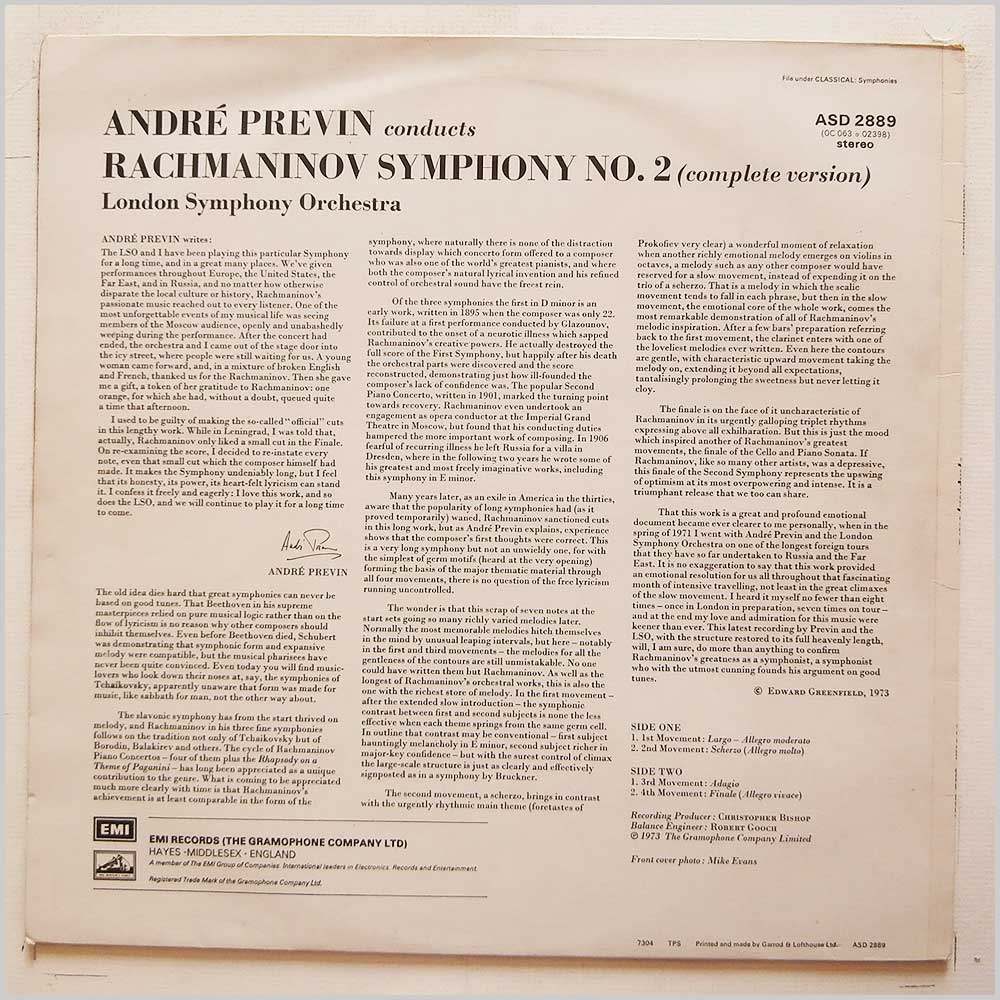 File under CLASSICAL: Symphonies
ANDRÉ PREVIN conducts
RACHMANINOV SYMPHONY NO. 2 (complete version)
London Symphony Orchestra
ASD 2889
(OC 063 o 02398)
stereo
ANDRÉ PREVIN writes:
The LSO and I have been playing this particular Symphony
for a long time, and in a great many places. We've given
performances throughout Europe, the United States, the
Far East, and in Russia, and no matter how otherwise
disparate the local culture or history, Rachmaninov's
passionate music reached out to every listener. One of the
most unforgettable events of my musical life was seeing
members of the Moscow audience, openly and unabashedly
weeping during the performance. After the concert had
ended, the orchestra and I came out of the stage door into
the icy street, where people were still waiting for us. A young
woman came forward, and, in a mixture of broken English
and French, thanked us for the Rachmaninov. Then she gave
me a gift, a token of her gratitude to Rachmaninov: one
orange, for which she had, without a doubt, queued quite
a time that afternoon.
I used to be guilty of making the so-called "official" cuts
in this lengthy work. While in Leningrad, I was told that,
actually, Rachmaninov only liked a small cut in the Finale.
On re-examining the score, I decided to re-instate every
note, even that small cut which the composer himself had
made. It makes the Symphony undeniably long, but I feel
that its honesty, its power, its heart-felt lyricism can stand
it. I confess it freely and eagerly: I love this work, and so
does the LSO, and we will continue to play it for a long time
to come.
André Previn
ANDRÉ PREVIN
The old idea dies hard that great symphonies can never be
based on good tunes. That Beethoven in his supreme
masterpieces relied on pure musical logic rather than on the
flow of lyricism is no reason why other composers should
inhibit themselves. Even before Beethoven died, Schubert
was demonstrating that symphonic form and expansive
melody were compatible, but the musical pharisees have
never been quite convinced. Even today you will find music-
lovers who look down their noses at, say, the symphonies of
Tchaikovsky, apparently unaware that form was made for
music, like sabbath for man, not the other way about.
The slavonic symphony has from the start thrived on
melody, and Rachmaninov in his three fine symphonies
follows on the tradition not only of Tchaikovsky but of
Borodin, Balakirev and others. The cycle of Rachmaninov
Piano Concertos – four of them plus the Rhapsody on a
Theme of Paganini – has long been appreciated as a unique
contribution to the genre. What is coming to be appreciated
much more clearly with time is that Rachmaninov's
achievement is at least comparable in the form of the
symphony, where naturally there is none of the distraction
towards display which concerto form offered to a composer
who was also one of the world's greatest pianists, and where
both the composer's natural lyrical invention and his refined
control of orchestral sound have the freest rein.
Of the three symphonies the first in D minor is an
early work, written in 1895 when the composer was only 22.
Its failure at a first performance conducted by Glazounov,
contributed to the onset of a neurotic illness which sapped
Rachmaninov's creative powers. He actually destroyed the
full score of the First Symphony, but happily after his death
the orchestral parts were discovered and the score
reconstructed, demonstrating just how ill-founded the
composer's lack of confidence was. The popular Second
Piano Concerto, written in 1901, marked the turning point
towards recovery. Rachmaninov even undertook an
engagement as opera conductor at the Imperial Grand
Theatre in Moscow, but found that his conducting duties
hampered the more important work of composing. In 1906
fearful of recurring illness he left Russia for a villa in
Dresden, where in the following two years he wrote some of
his greatest and most freely imaginative works, including
this symphony in E minor.
Many years later, as an exile in America in the thirties,
aware that the popularity of long symphonies had (as it
proved temporarily) waned, Rachmaninov sanctioned cuts
in this long work, but as André Previn explains, experience
shows that the composer's first thoughts were correct. This
is a very long symphony but not an unwieldy one, for with
the simplest of germ motifs (heard at the very opening)
forming the basis of the major thematic material through
all four movements, there is no question of the free lyricism
running uncontrolled.
The wonder is that this scrap of seven notes at the
start sets going so many richly varied melodies later.
Normally the most memorable melodies hitch themselves
in the mind by unusual leaping intervals, but here – notably
in the first and third movements – the melodies for all the
gentleness of the contours are still unmistakable. No one
could have written them but Rachmaninov. As well as the
longest of Rachmaninov's orchestral works, this is also the
one with the richest store of melody. In the first movement –
after the extended slow introduction – the symphonic
contrast between first and second subjects is none the less
effective when each theme springs from the same germ cell.
In outline that contrast may be conventional – first subject
hauntingly melancholy in E minor, second subject richer in
major-key confidence – but with the surest control of climax
the large-scale structure is just as clearly and effectively
signposted as in a symphony by Bruckner.
The second movement, a scherzo, brings in contrast
with the urgently rhythmic main theme (foretastes of
Prokofiev very clear) a wonderful moment of relaxation
when another richly emotional melody emerges on violins in
octaves, a melody such as any other composer would have
reserved for a slow movement, instead of expending it on the
trio of a scherzo. That is a melody in which the scalic
movement tends to fall in each phrase, but then in the slow
movement, the emotional core of the whole work, comes the
most remarkable demonstration of all of Rachmaninov's
melodic inspiration. After a few bars' preparation referring
back to the first movement, the clarinet enters with one of
the loveliest melodies ever written. Even here the contours
are gentle, with characteristic upward movement taking the
melody on, extending it beyond all expectations,
tantalisingly prolonging the sweetness but never letting it
cloy.
The finale is on the face of it uncharacteristic of
Rachmaninov in its urgently galloping triplet rhythms
expressing above all exhilaration. But this is just the mood
which inspired another of Rachmaninov's greatest
movements, the finale of the Cello and Piano Sonata. If
Rachmaninov, like so many other artists, was a depressive,
this finale of the Second Symphony represents the upswing
of optimism at its most overpowering and intense. It is a
triumphant release that we too can share.
That this work is a great and profound emotional
document became ever clearer to me personally, when in the
spring of 1971 I went with André Previn and the London
Symphony Orchestra on one of the longest foreign tours
that they have so far undertaken to Russia and the Far
East. It is no exaggeration to say that this work provided
an emotional resolution for us all throughout that fascinating
month of intensive travelling, not least in the great climaxes
of the slow movement. I heard it myself no fewer than eight
times – once in London in preparation, seven times on tour –
and at the end my love and admiration for this music were
keener than ever. This latest recording by Previn and the
LSO, with the structure restored to its full heavenly length,
will, I am sure, do more than anything to confirm
Rachmaninov's greatness as a symphonist, a symphonist
who with the utmost cunning founds his argument on good
tunes.
© EDWARD GREENFIELD, 1973
SIDE ONE
1. 1st Movement: Largo – Allegro moderato
2. 2nd Movement: Scherzo (Allegro molto)
SIDE TWO
1. 3rd Movement: Adagio
2. 4th Movement: Finale (Allegro vivace)
Recording Producer: CHRISTOPHER BISHOP
Balance Engineer: ROBERT GOOCH
℗ 1973 The Gramophone Company Limited
Front cover photo: Mike Evans
EMI
EMI RECORDS (THE GRAMOPHONE COMPANY LTD)
HAYES · MIDDLESEX · ENGLAND
A member of The EMI Group of Companies. International leaders in Electronics, Records and Entertainment.
Registered Trade Mark of the Gramophone Company Ltd.
7304 TPS Printed and made by Garrod & Lofthouse Ltd. ASD 2889